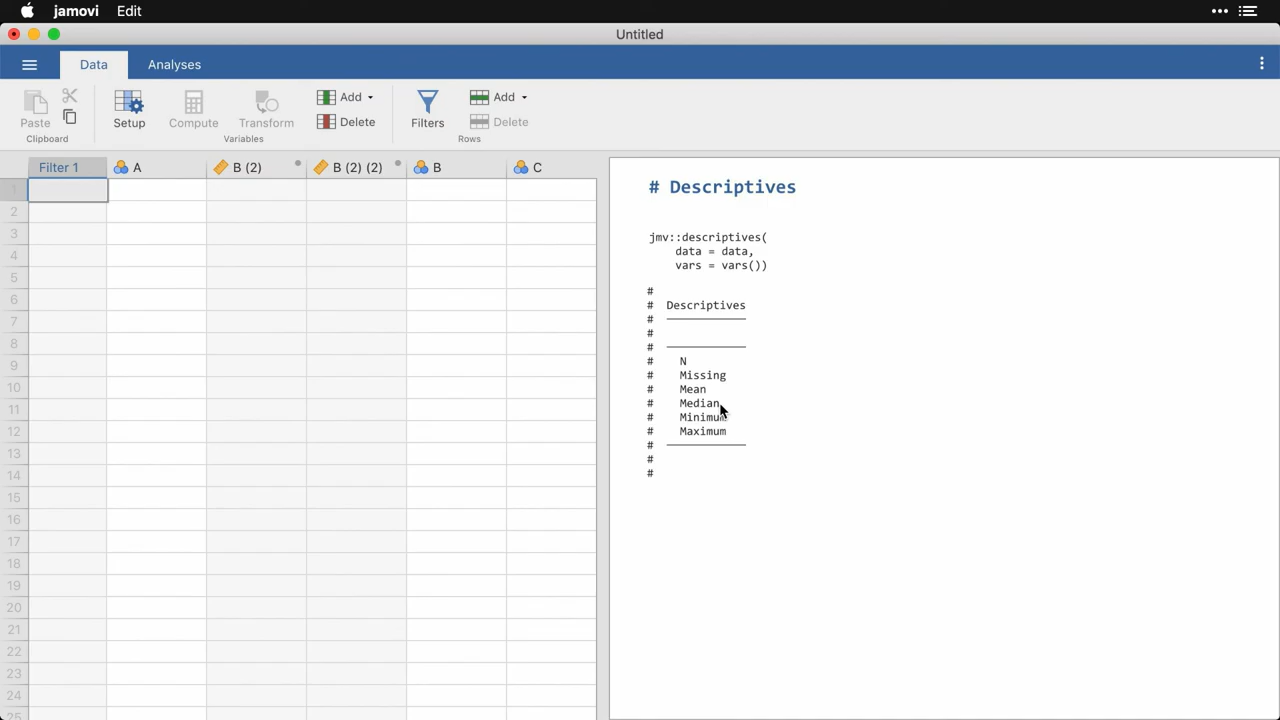 jamovi Edit
Untitled
Data Analyses
Paste Setup Compute Transform Add Delete Filters Add Delete
Clipboard Variables Rows
Filter 1 A B (2) B (2) (2) B C
1
2
3
4
5
6
7
8
9
10
11
12
13
14
15
16
17
18
19
20
21
22
23
24
25
# Descriptives
jmv::descriptives(
data = data,
vars = vars())
#
# Descriptives
#
#
#
# N
# Missing
# Mean
# Median
# Minimum
# Maximum
#
#
#